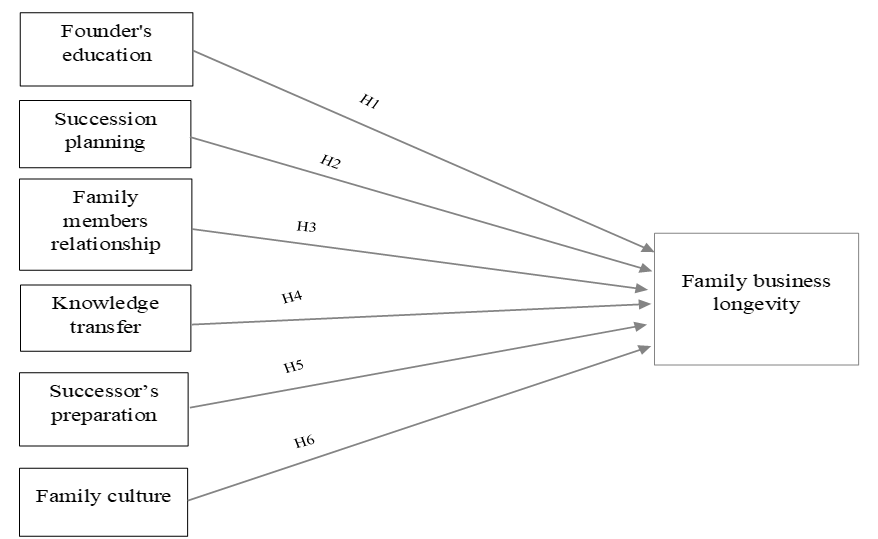 Founder's
education
H1
Succession
planning
H2
Family
members
relationship
H3
Knowledge
transfer
H4
Successor’s
preparation
H5
Family culture
H6
Family business
longevity